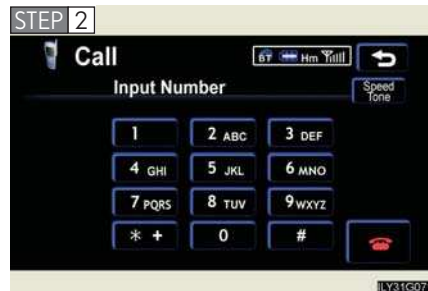 STEP 2
Call
BT Hm
Input Number
Speed
Tone
1 2 ABC 3 DEF
4 GHI 5 JKL 6 MNO
7 PQRS 8 TUV 9 WXYZ
* + 0 #
ILY31G07